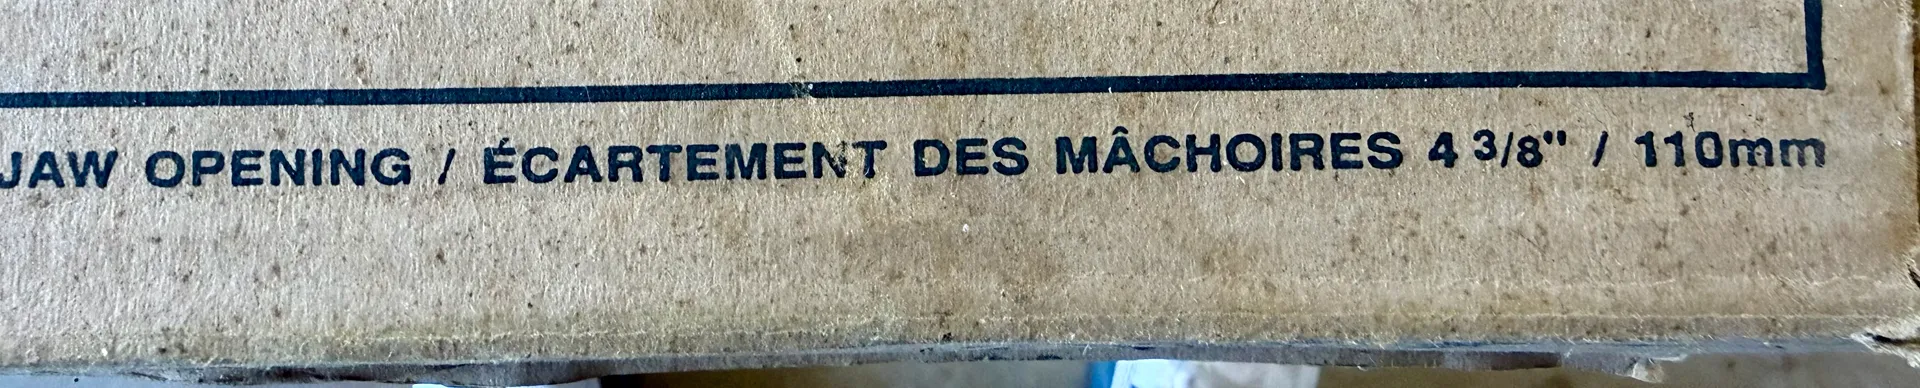 JAW OPENING / ÉCARTEMENT DES MÂCHOIRES 4 3/8" / 110mm